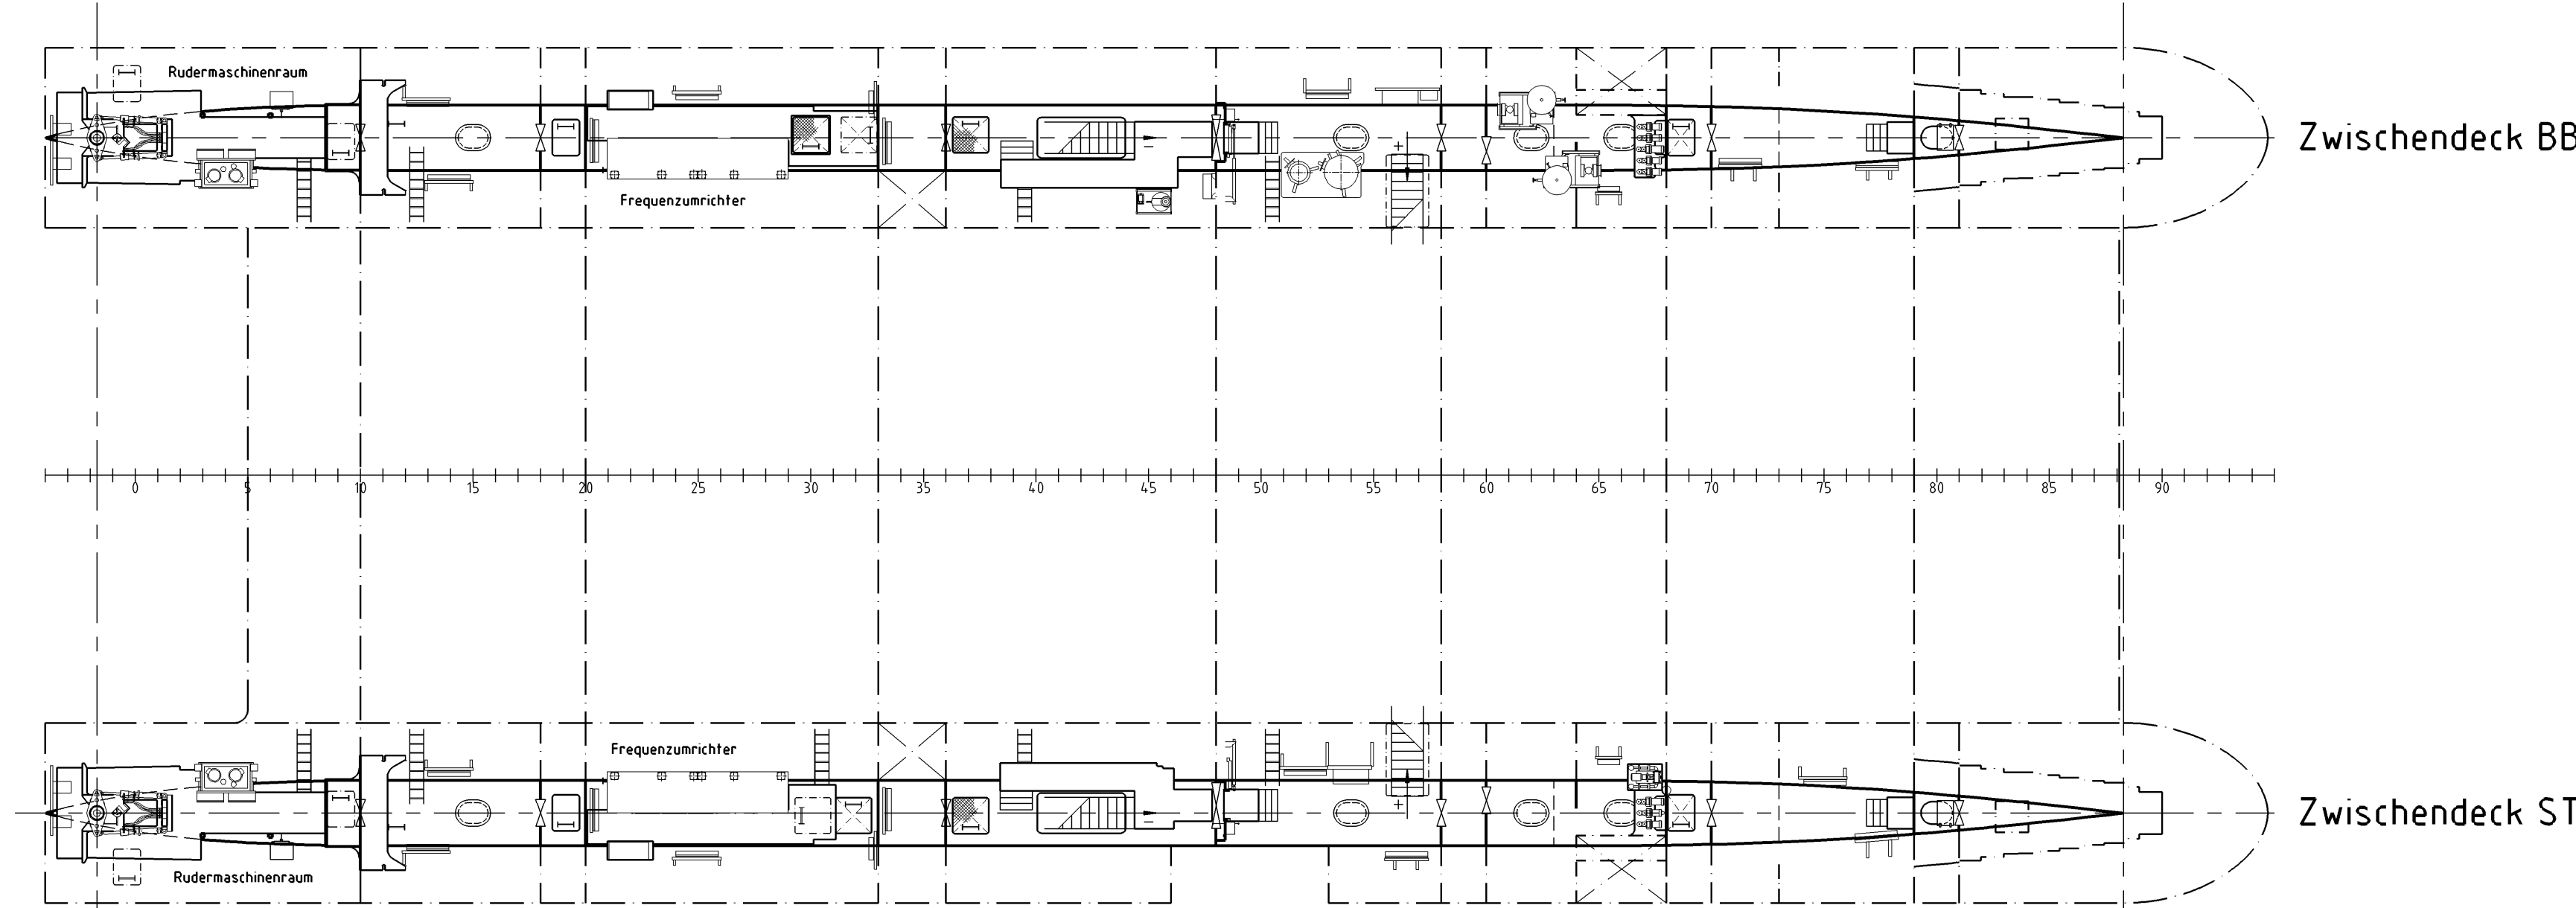 Rudermaschinenraum
Zwischendeck BB
Frequenzumrichter
0 5 10 15 20 25 30 35 40 45 50 55 60 65 70 75 80 85 90
Frequenzumrichter
Zwischendeck ST
Rudermaschinenraum